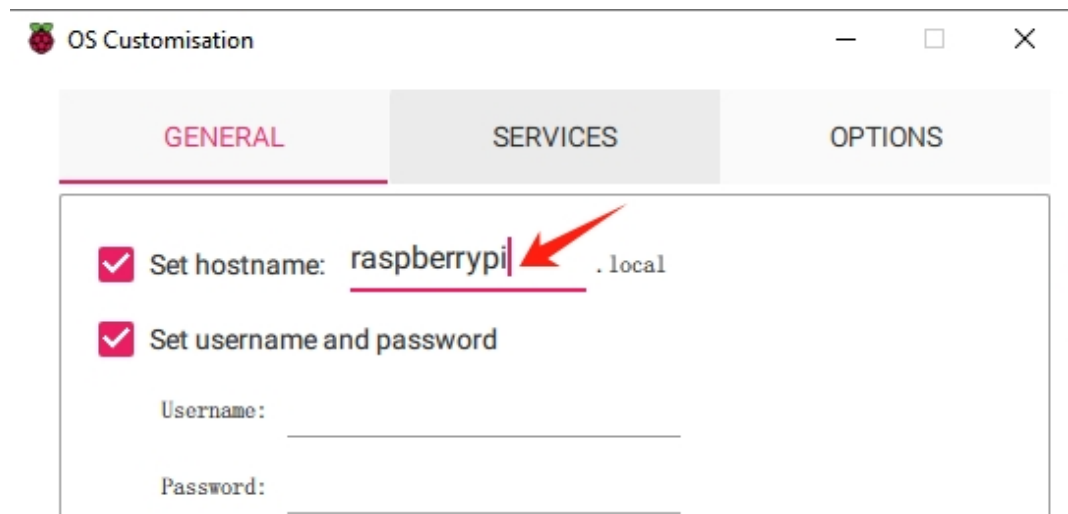 OS Customisation
GENERAL SERVICES OPTIONS
Set hostname: raspberrypi .local
Set username and password
Username:
Password: